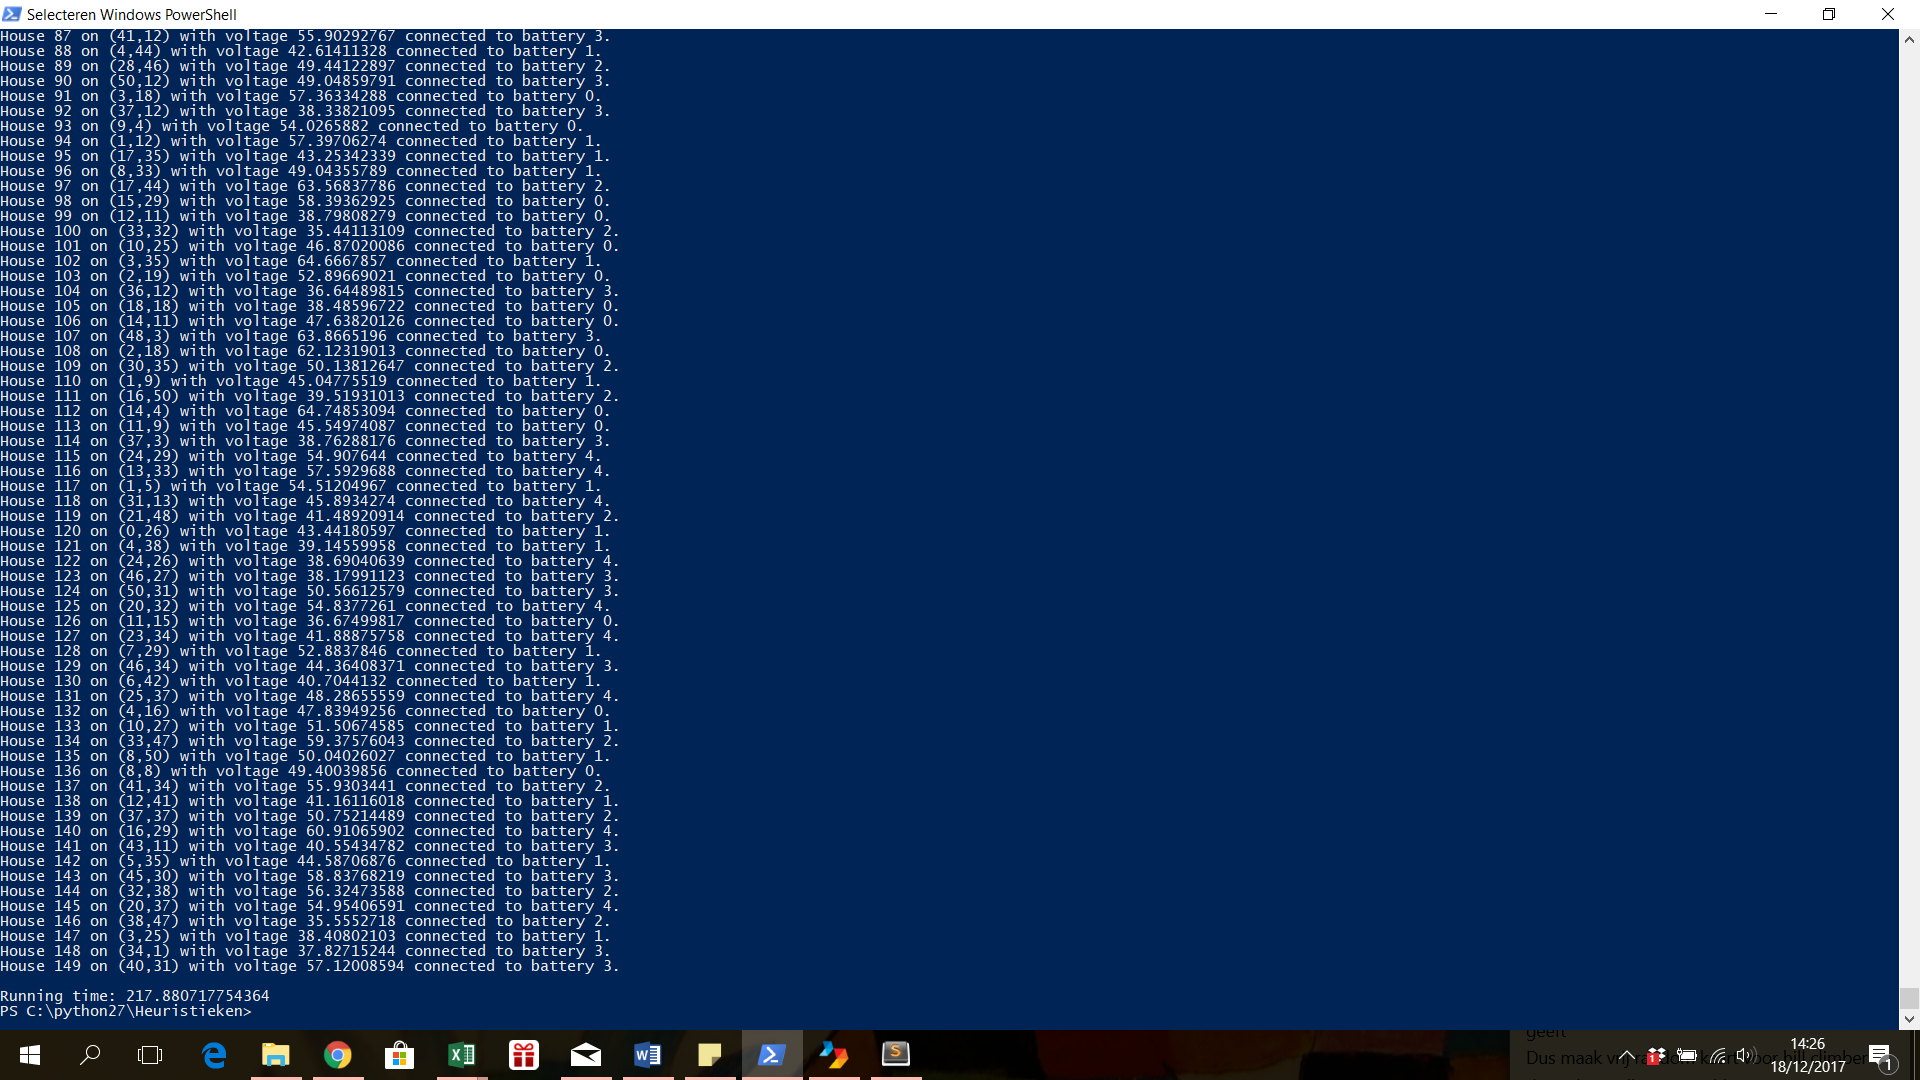 Selecteren Windows PowerShell
House 87 on (41,12) with voltage 55.90292767 connected to battery 3.
House 88 on (4,44) with voltage 42.61411328 connected to battery 1.
House 89 on (28,46) with voltage 49.44122897 connected to battery 2.
House 90 on (50,12) with voltage 49.04859791 connected to battery 3.
House 91 on (3,18) with voltage 57.36334288 connected to battery 0.
House 92 on (37,12) with voltage 38.33821095 connected to battery 3.
House 93 on (9,4) with voltage 54.0265882 connected to battery 0.
House 94 on (1,12) with voltage 57.39706274 connected to battery 1.
House 95 on (17,35) with voltage 43.25342339 connected to battery 1.
House 96 on (8,33) with voltage 49.04355789 connected to battery 1.
House 97 on (17,44) with voltage 63.56837786 connected to battery 2.
House 98 on (15,29) with voltage 58.39362925 connected to battery 0.
House 99 on (12,11) with voltage 38.79808279 connected to battery 0.
House 100 on (33,32) with voltage 35.44113109 connected to battery 2.
House 101 on (10,25) with voltage 46.87020086 connected to battery 0.
House 102 on (3,35) with voltage 64.6667857 connected to battery 1.
House 103 on (2,19) with voltage 52.89669021 connected to battery 0.
House 104 on (36,12) with voltage 36.64489815 connected to battery 3.
House 105 on (18,18) with voltage 38.48596722 connected to battery 0.
House 106 on (14,11) with voltage 47.63820126 connected to battery 0.
House 107 on (48,3) with voltage 63.8665196 connected to battery 3.
House 108 on (2,18) with voltage 62.12319013 connected to battery 0.
House 109 on (30,35) with voltage 50.13812647 connected to battery 2.
House 110 on (1,9) with voltage 45.04775519 connected to battery 1.
House 111 on (16,50) with voltage 39.51931013 connected to battery 2.
House 112 on (14,4) with voltage 64.74853094 connected to battery 0.
House 113 on (11,9) with voltage 45.54974087 connected to battery 0.
House 114 on (37,3) with voltage 38.76288176 connected to battery 3.
House 115 on (24,29) with voltage 54.907644 connected to battery 4.
House 116 on (13,33) with voltage 57.5929688 connected to battery 4.
House 117 on (1,5) with voltage 54.51204967 connected to battery 1.
House 118 on (31,13) with voltage 45.8934274 connected to battery 4.
House 119 on (21,48) with voltage 41.48920914 connected to battery 2.
House 120 on (0,26) with voltage 43.44180597 connected to battery 1.
House 121 on (4,38) with voltage 39.14559958 connected to battery 1.
House 122 on (24,26) with voltage 38.69040639 connected to battery 4.
House 123 on (46,27) with voltage 38.17991123 connected to battery 3.
House 124 on (50,31) with voltage 50.56612579 connected to battery 3.
House 125 on (20,32) with voltage 54.8377261 connected to battery 4.
House 126 on (11,15) with voltage 36.67499817 connected to battery 0.
House 127 on (23,34) with voltage 41.88875758 connected to battery 4.
House 128 on (7,29) with voltage 52.8837846 connected to battery 1.
House 129 on (46,34) with voltage 44.36408371 connected to battery 3.
House 130 on (6,42) with voltage 40.7044132 connected to battery 1.
House 131 on (25,37) with voltage 48.28655559 connected to battery 4.
House 132 on (4,16) with voltage 47.83949256 connected to battery 0.
House 133 on (10,27) with voltage 51.50674585 connected to battery 1.
House 134 on (33,47) with voltage 59.37576043 connected to battery 2.
House 135 on (8,50) with voltage 50.04026027 connected to battery 1.
House 136 on (8,8) with voltage 49.40039856 connected to battery 0.
House 137 on (41,34) with voltage 55.9303441 connected to battery 2.
House 138 on (12,41) with voltage 41.16116018 connected to battery 1.
House 139 on (37,37) with voltage 50.75214489 connected to battery 2.
House 140 on (16,29) with voltage 60.91065902 connected to battery 4.
House 141 on (43,11) with voltage 40.55434782 connected to battery 3.
House 142 on (5,35) with voltage 44.58706876 connected to battery 1.
House 143 on (45,30) with voltage 58.83768219 connected to battery 3.
House 144 on (32,38) with voltage 56.32473588 connected to battery 2.
House 145 on (20,37) with voltage 54.95406591 connected to battery 4.
House 146 on (38,47) with voltage 35.5552718 connected to battery 2.
House 147 on (3,25) with voltage 38.40802103 connected to battery 1.
House 148 on (34,1) with voltage 37.82715244 connected to battery 3.
House 149 on (40,31) with voltage 57.12008594 connected to battery 3.
Running time: 217.880717754364
PS C:\python27\Heuristieken>
geeft
Dus maak vrij
14:26
18/12/2017
1